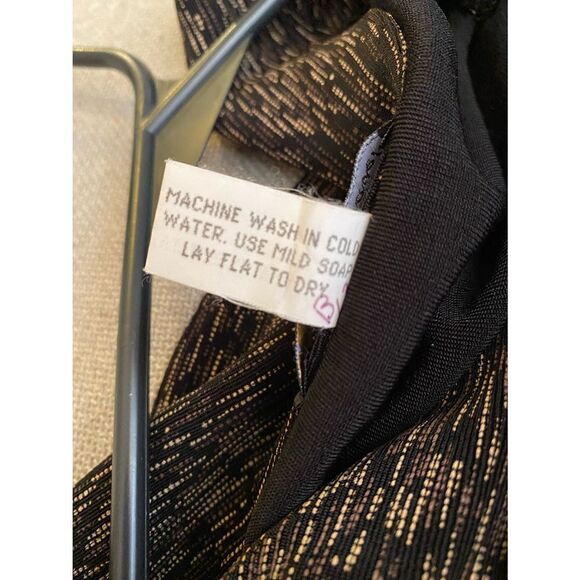 MACHINE WASH IN COLD
WATER. USE MILD SOAP
LAY FLAT TO DRY